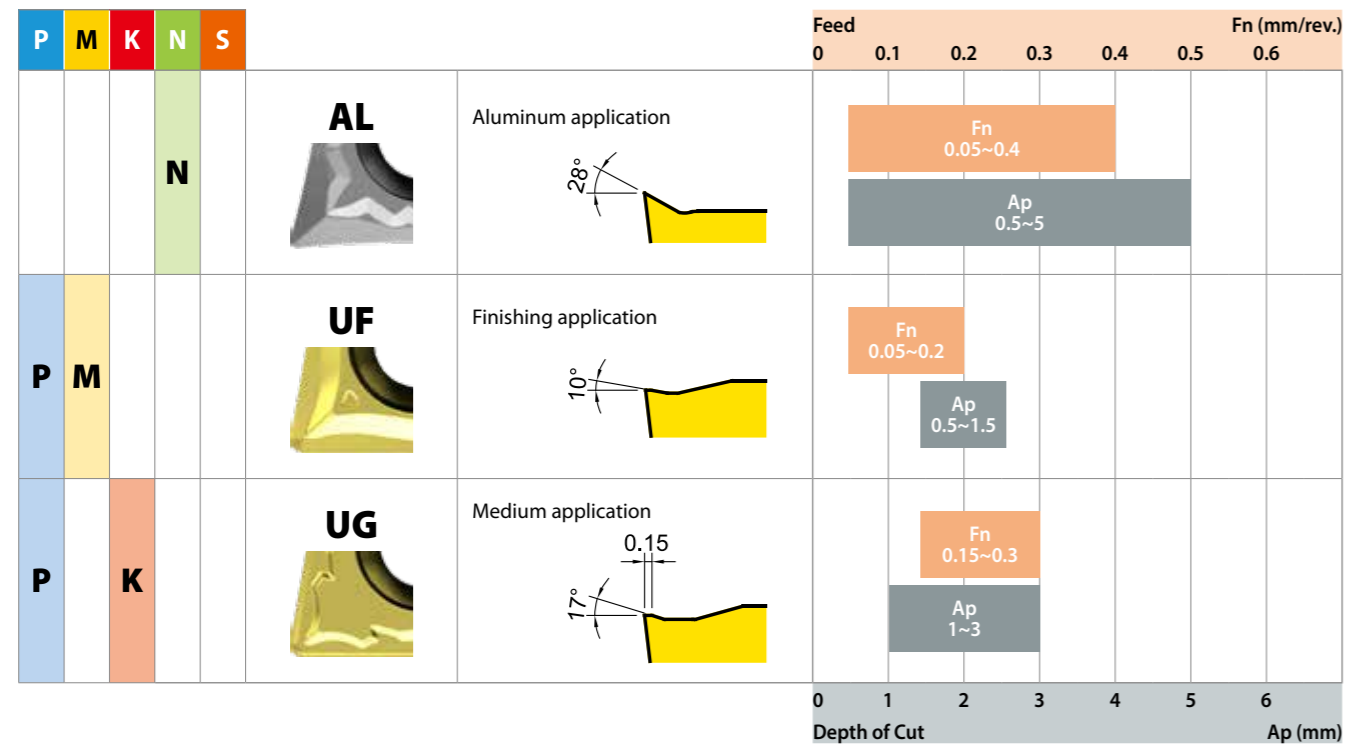 P M K N S
Feed Fn (mm/rev.)
0 0.1 0.2 0.3 0.4 0.5 0.6
N
AL
Aluminum application
28°
Fn
0.05~0.4
Ap
0.5~5
P M
UF
Finishing application
10°
Fn
0.05~0.2
Ap
0.5~1.5
P K
UG
Medium application
0.15
17°
Fn
0.15~0.3
Ap
1~3
0 1 2 3 4 5 6
Depth of Cut Ap (mm)